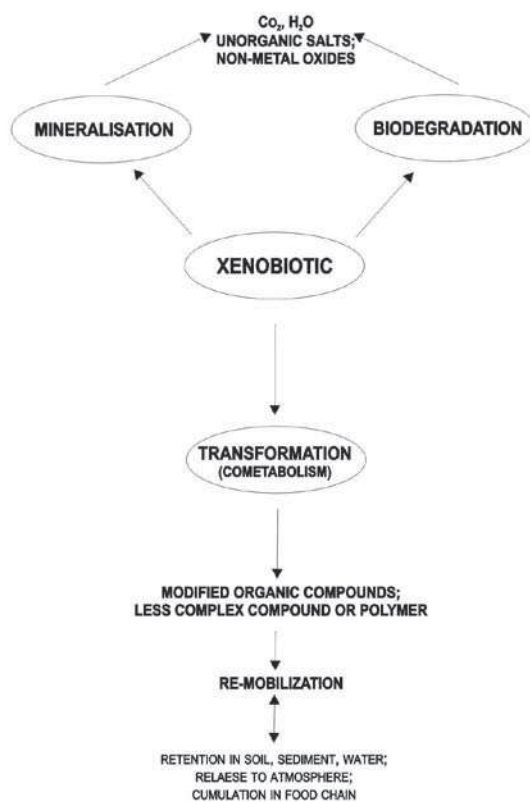 Co₂, H₂O
UNORGANIC SALTS;
NON-METAL OXIDES
MINERALISATION
BIODEGRADATION
XENOBIOTIC
TRANSFORMATION
(COMETABOLISM)
MODIFIED ORGANIC COMPOUNDS;
LESS COMPLEX COMPOUND OR POLYMER
RE-MOBILIZATION
RETENTION IN SOIL, SEDIMENT, WATER;
RELAESE TO ATMOSPHERE;
CUMULATION IN FOOD CHAIN